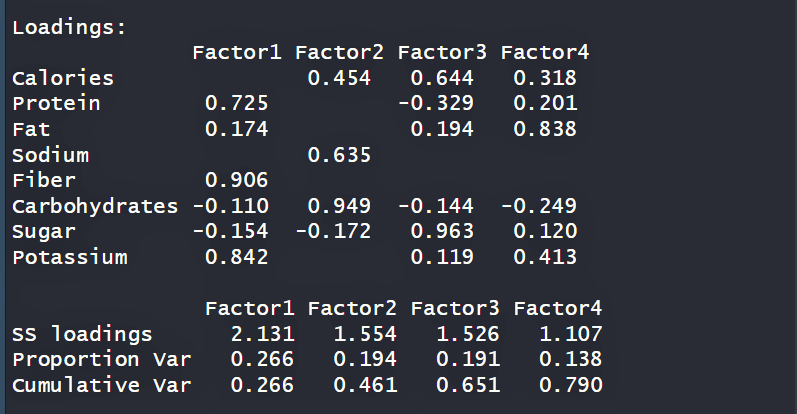 Loadings:
              Factor1 Factor2 Factor3 Factor4
Calories               0.454   0.644   0.318
Protein        0.725          -0.329   0.201
Fat            0.174           0.194   0.838
Sodium                 0.635
Fiber          0.906
Carbohydrates -0.110   0.949  -0.144  -0.249
Sugar         -0.154  -0.172   0.963   0.120
Potassium      0.842           0.119   0.413

               Factor1 Factor2 Factor3 Factor4
SS loadings      2.131   1.554   1.526   1.107
Proportion Var   0.266   0.194   0.191   0.138
Cumulative Var   0.266   0.461   0.651   0.790